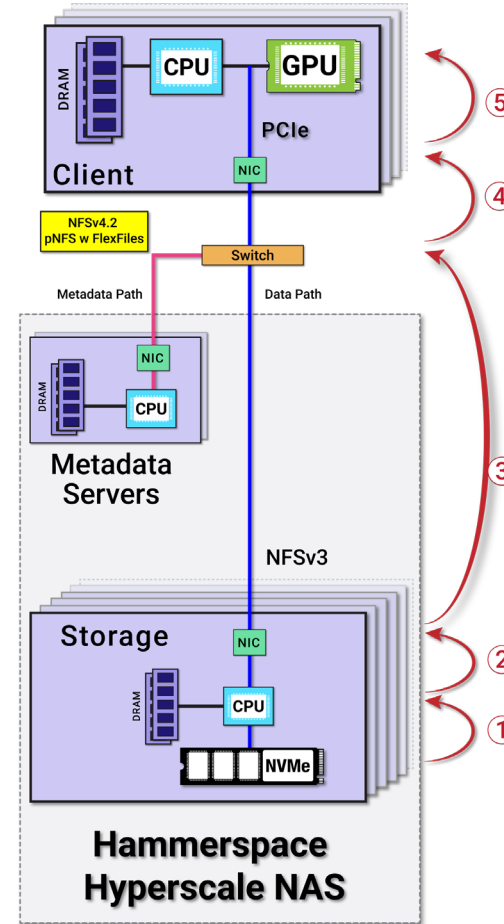 DRAM
CPU
GPU
PCIe
Client
NIC
5
4
NFSv4.2
pNFS w FlexFiles
Switch
Metadata Path
Data Path
NIC
DRAM
CPU
Metadata
Servers
3
NFSv3
Storage
NIC
2
DRAM
CPU
1
NVMe
Hammerspace
Hyperscale NAS